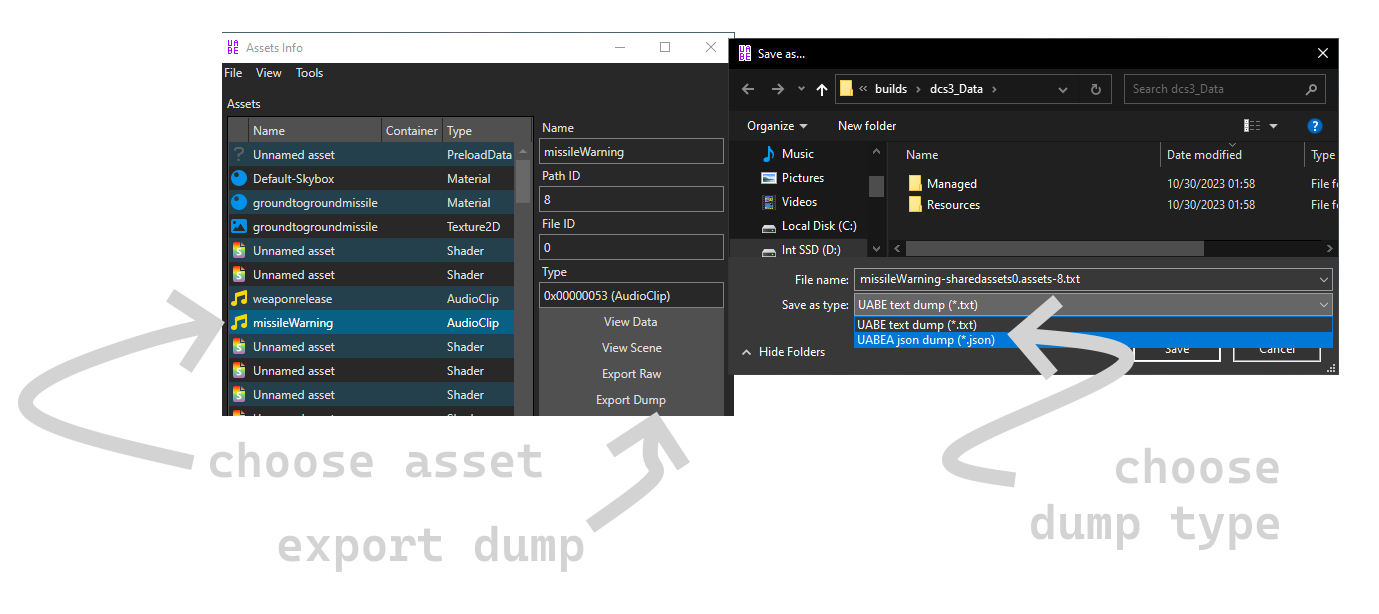 UABE Assets Info
File View Tools
Assets
Name Container Type
? Unnamed asset PreloadData
Default-Skybox Material
groundtogroundmissile Material
groundtogroundmissile Texture2D
Unnamed asset Shader
Unnamed asset Shader
weaponrelease AudioClip
missileWarning AudioClip
Unnamed asset Shader
Unnamed asset Shader
Unnamed asset Shader
Name
missileWarning
Path ID
8
File ID
0
Type
0x00000053 (AudioClip)
View Data
View Scene
Export Raw
Export Dump
UABE Save as...
« builds › dcs3_Data ›
Search dcs3_Data
Organize New folder
?
Music
Pictures
Videos
Local Disk (C:)
Int SSD (D:)
Name Date modified Type
Managed 10/30/2023 01:58 File f
Resources 10/30/2023 01:58 File f
File name: missileWarning-sharedassets0.assets-8.txt
Save as type: UABE text dump (*.txt)
UABE text dump (*.txt)
UABEA json dump (*.json)
Hide Folders
Save Cancel
choose asset
export dump
choose
dump type